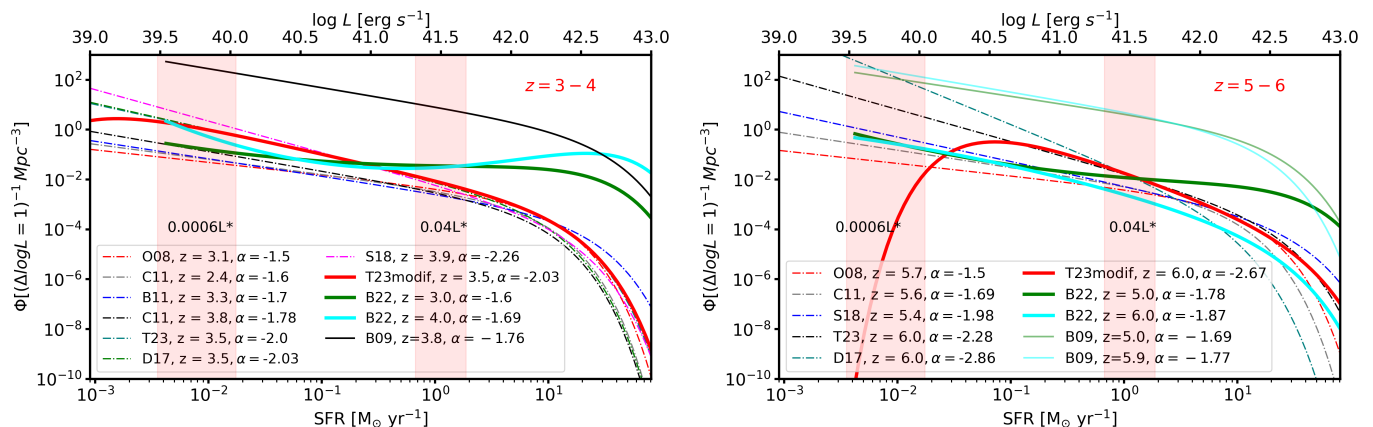 log L [erg s⁻¹]
39.0 39.5 40.0 40.5 41.0 41.5 42.0 42.5 43.0
z = 3 − 4
10²
10⁰
10⁻²
10⁻⁴
10⁻⁶
10⁻⁸
10⁻¹⁰
Φ[(ΔlogL = 1)⁻¹ Mpc⁻³]
0.0006L* 0.04L*
O08, z = 3.1, α = -1.5
C11, z = 2.4, α = -1.6
B11, z = 3.3, α = -1.7
C11, z = 3.8, α = -1.78
T23, z = 3.5, α = -2.0
D17, z = 3.5, α = -2.03
S18, z = 3.9, α = -2.26
T23modif, z = 3.5, α = -2.03
B22, z = 3.0, α = -1.6
B22, z = 4.0, α = -1.69
B09, z=3.8, α = −1.76
10⁻³ 10⁻² 10⁻¹ 10⁰ 10¹
SFR [M⊙ yr⁻¹]
log L [erg s⁻¹]
39.0 39.5 40.0 40.5 41.0 41.5 42.0 42.5 43.0
z = 5 − 6
10²
10⁰
10⁻²
10⁻⁴
10⁻⁶
10⁻⁸
10⁻¹⁰
Φ[(ΔlogL = 1)⁻¹ Mpc⁻³]
0.0006L* 0.04L*
O08, z = 5.7, α = -1.5
C11, z = 5.6, α = -1.69
S18, z = 5.4, α = -1.98
T23, z = 6.0, α = -2.28
D17, z = 6.0, α = -2.86
T23modif, z = 6.0, α = -2.67
B22, z = 5.0, α = -1.78
B22, z = 6.0, α = -1.87
B09, z=5.0, α = −1.69
B09, z=5.9, α = −1.77
10⁻³ 10⁻² 10⁻¹ 10⁰ 10¹
SFR [M⊙ yr⁻¹]